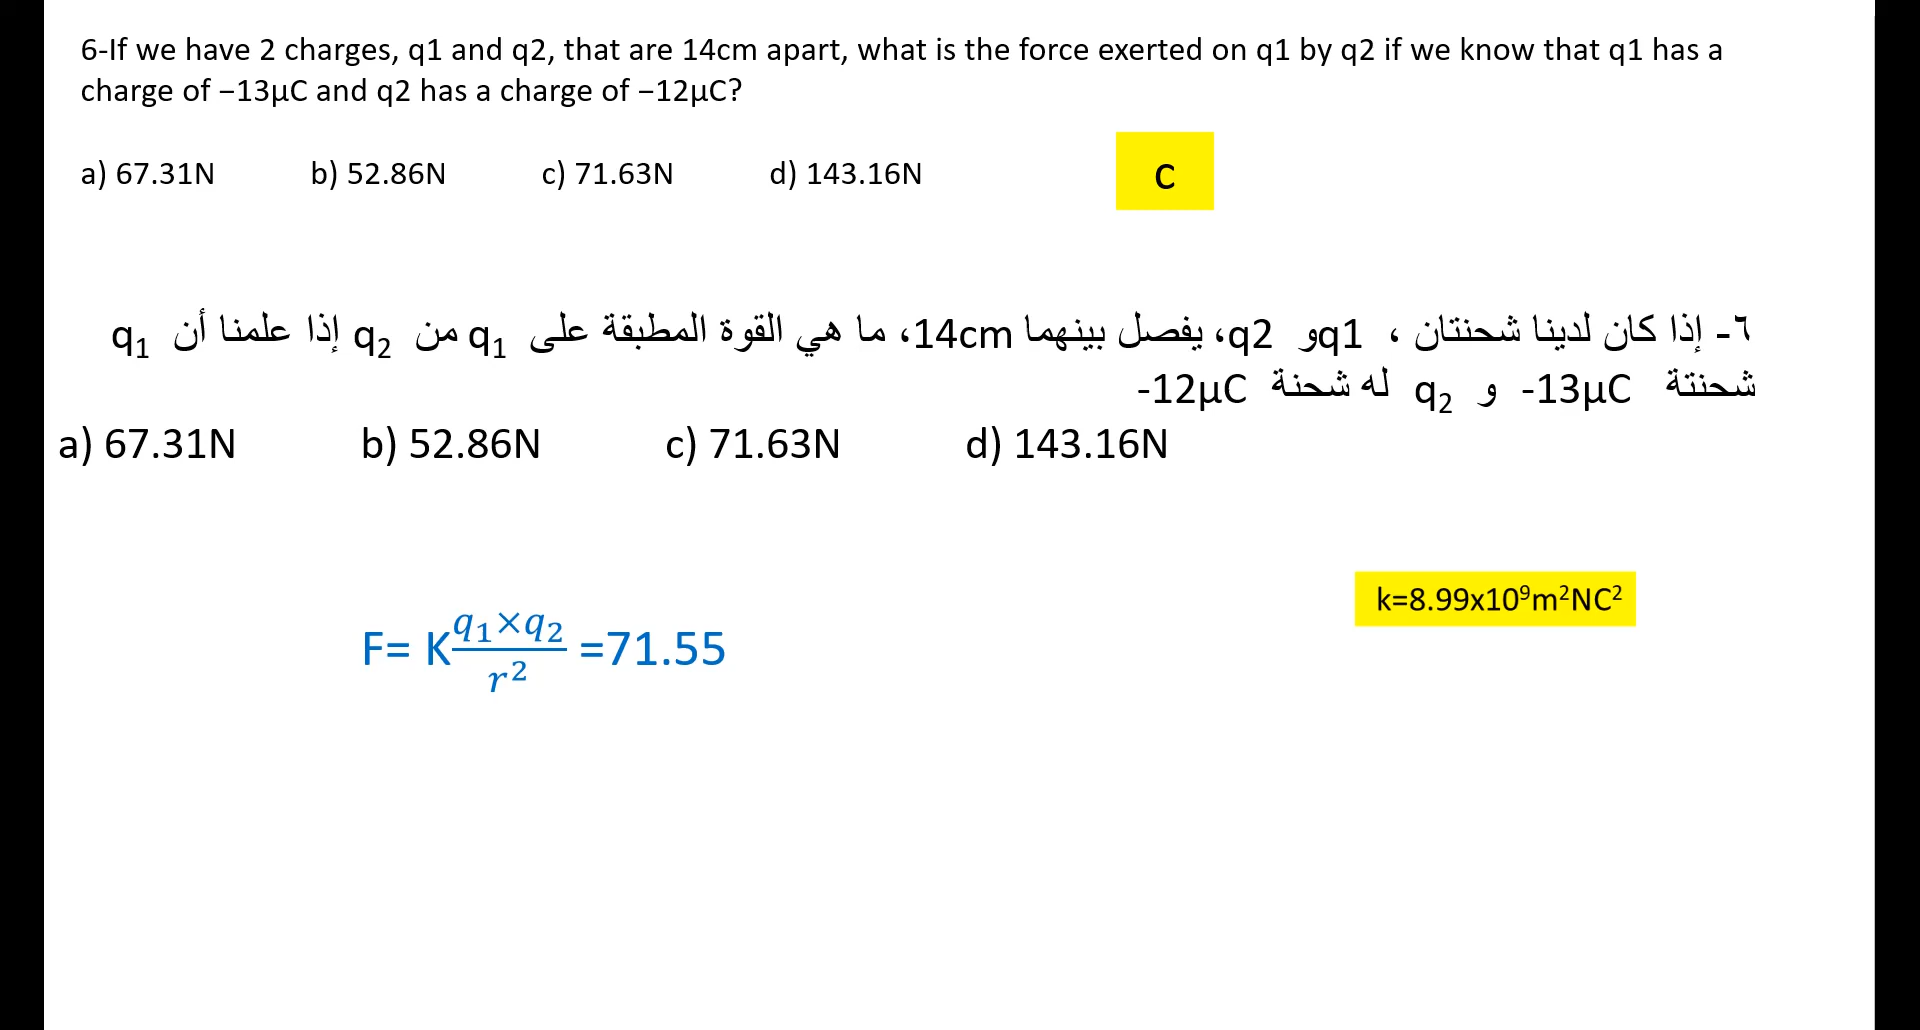 6-If we have 2 charges, q1 and q2, that are 14cm apart, what is the force exerted on q1 by q2 if we know that q1 has a
charge of −13μC and q2 has a charge of −12μC?
a) 67.31N b) 52.86N c) 71.63N d) 143.16N
C
٦- إذا كان لدينا شحنتان ، q1و q2، يفصل بينهما 14cm، ما هي القوة المطبقة على q₁ من q₂ إذا علمنا أن q₁
شحنتة -13μC و q₂ له شحنة -12μC
a) 67.31N b) 52.86N c) 71.63N d) 143.16N
k=8.99x10⁹m²NC²
F= K q₁×q₂/r² =71.55